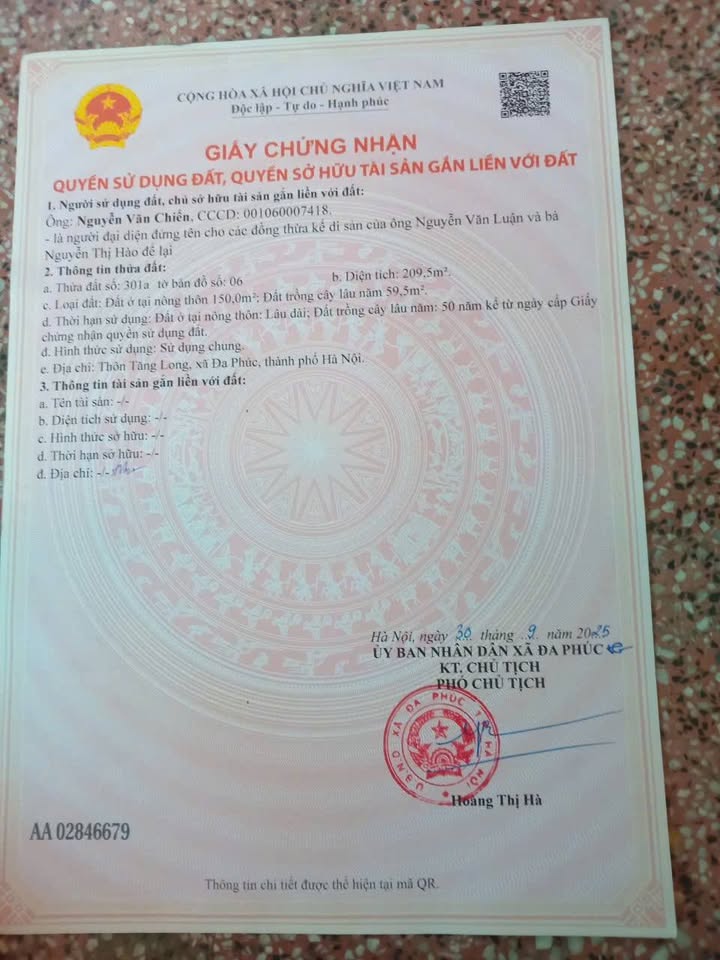 CỘNG HÒA XÃ HỘI CHỦ NGHĨA VIỆT NAM
Độc lập - Tự do - Hạnh phúc
GIẤY CHỨNG NHẬN
QUYỀN SỬ DỤNG ĐẤT, QUYỀN SỞ HỮU TÀI SẢN GẮN LIỀN VỚI ĐẤT
1. Người sử dụng đất, chủ sở hữu tài sản gắn liền với đất:
Ông: Nguyễn Văn Chiến, CCCD: 001060007418.
- là người đại diện đứng tên cho các đồng thừa kế di sản của ông Nguyễn Văn Luận và bà
Nguyễn Thị Hào để lại
2. Thông tin thửa đất:
a. Thửa đất số: 301a tờ bản đồ số: 06 b. Diện tích: 209,5m².
c. Loại đất: Đất ở tại nông thôn 150,0m²; Đất trồng cây lâu năm 59,5m².
d. Thời hạn sử dụng: Đất ở tại nông thôn: Lâu dài; Đất trồng cây lâu năm: 50 năm kể từ ngày cấp Giấy
chứng nhận quyền sử dụng đất.
đ. Hình thức sử dụng: Sử dụng chung.
e. Địa chỉ: Thôn Tăng Long, xã Đa Phúc, thành phố Hà Nội.
3. Thông tin tài sản gắn liền với đất:
a. Tên tài sản: -/-
b. Diện tích sử dụng: -/-
c. Hình thức sở hữu: -/-
d. Thời hạn sở hữu: -/-
đ. Địa chỉ: -/-
Hà Nội, ngày 30 tháng 9 năm 2025
ỦY BAN NHÂN DÂN XÃ ĐA PHÚC
KT. CHỦ TỊCH
PHÓ CHỦ TỊCH
U.B.N.D XÃ ĐA PHÚC T.P HÀ NỘI
Hoàng Thị Hà
AA 02846679
Thông tin chi tiết được thể hiện tại mã QR.